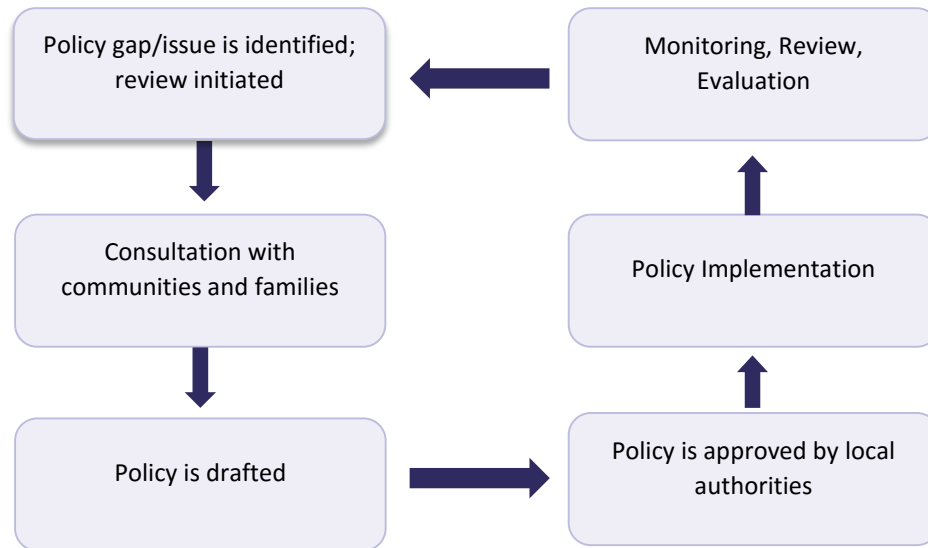 Policy gap/issue is identified;
review initiated
Consultation with
communities and families
Policy is drafted
Policy is approved by local
authorities
Policy Implementation
Monitoring, Review,
Evaluation